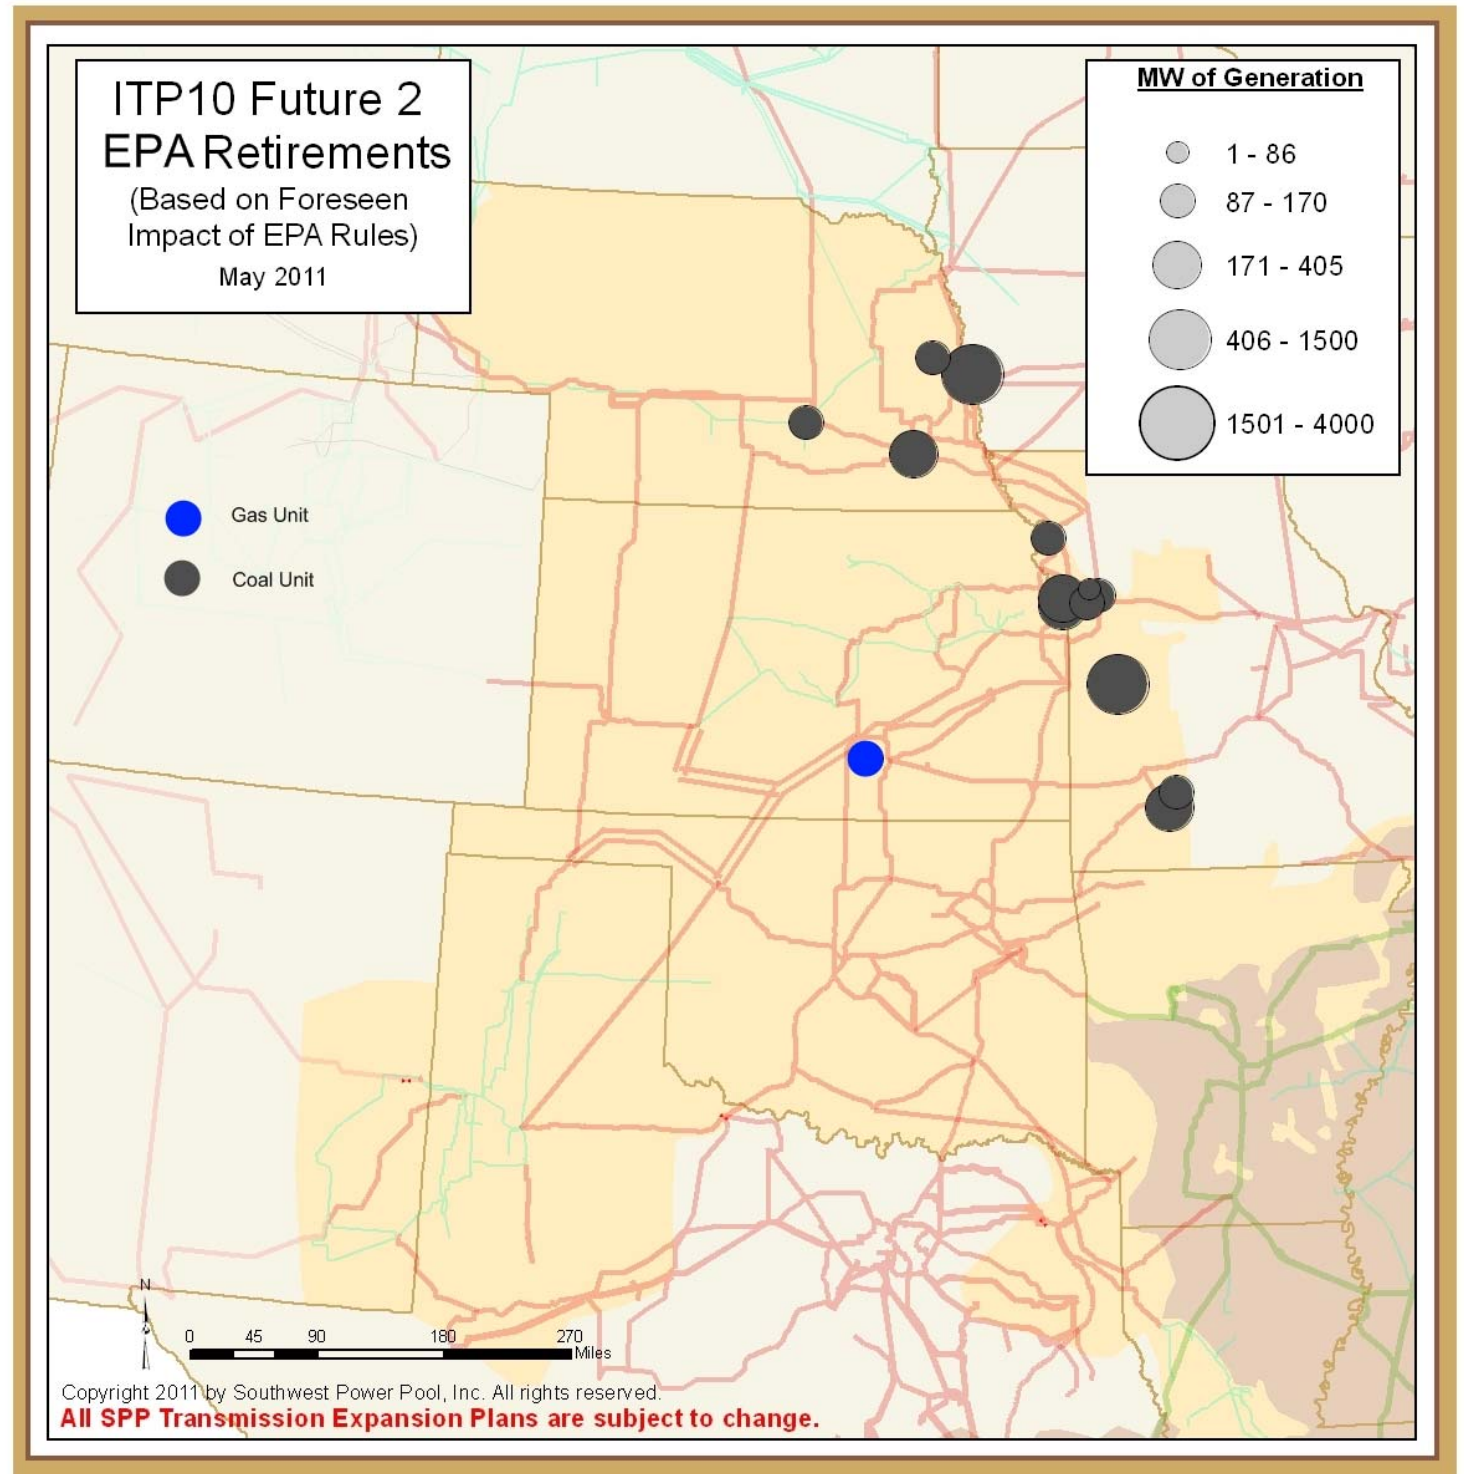 ITP10 Future 2
EPA Retirements
(Based on Foreseen
Impact of EPA Rules)
May 2011
MW of Generation
1 - 86
87 - 170
171 - 405
406 - 1500
1501 - 4000
Gas Unit
Coal Unit
N
0 45 90 180 270
Miles
Copyright 2011 by Southwest Power Pool, Inc. All rights reserved.
All SPP Transmission Expansion Plans are subject to change.